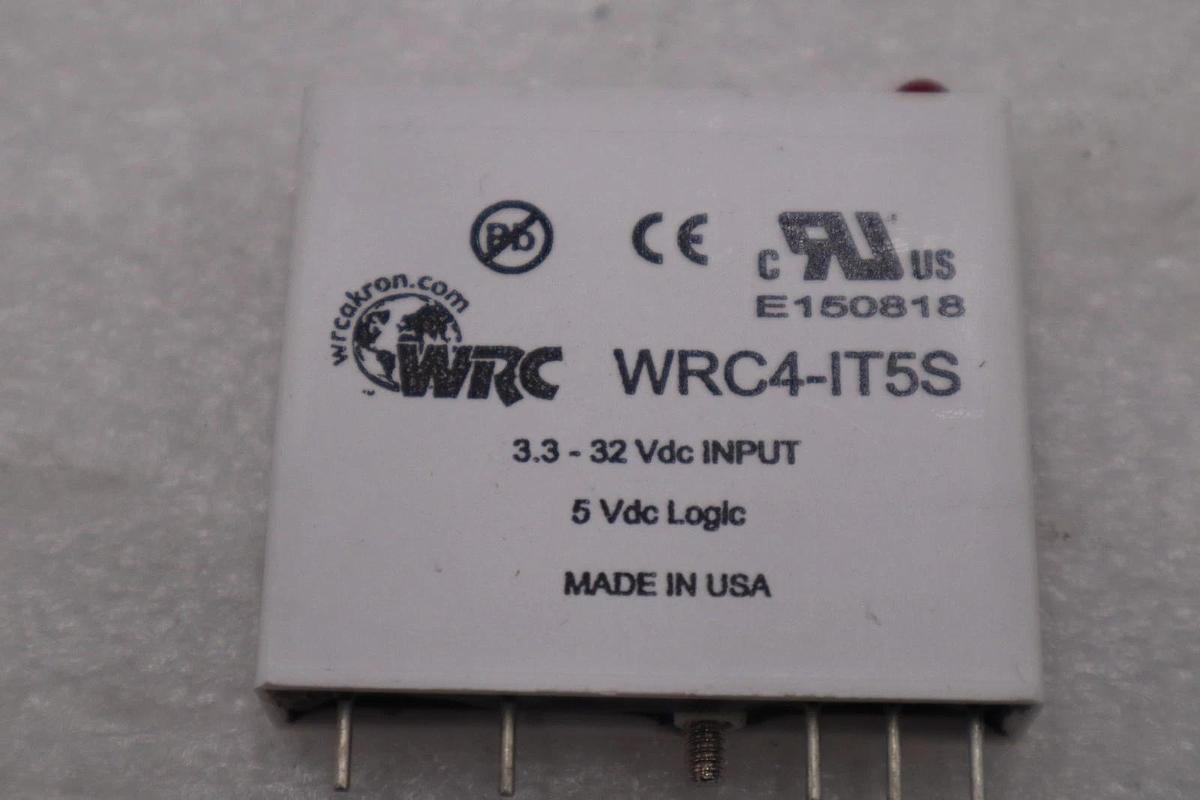 Pb
CE
C RU US
E150818
wrcakron.com
WRC
WRC4-IT5S
3.3 - 32 Vdc INPUT
5 Vdc Logic
MADE IN USA